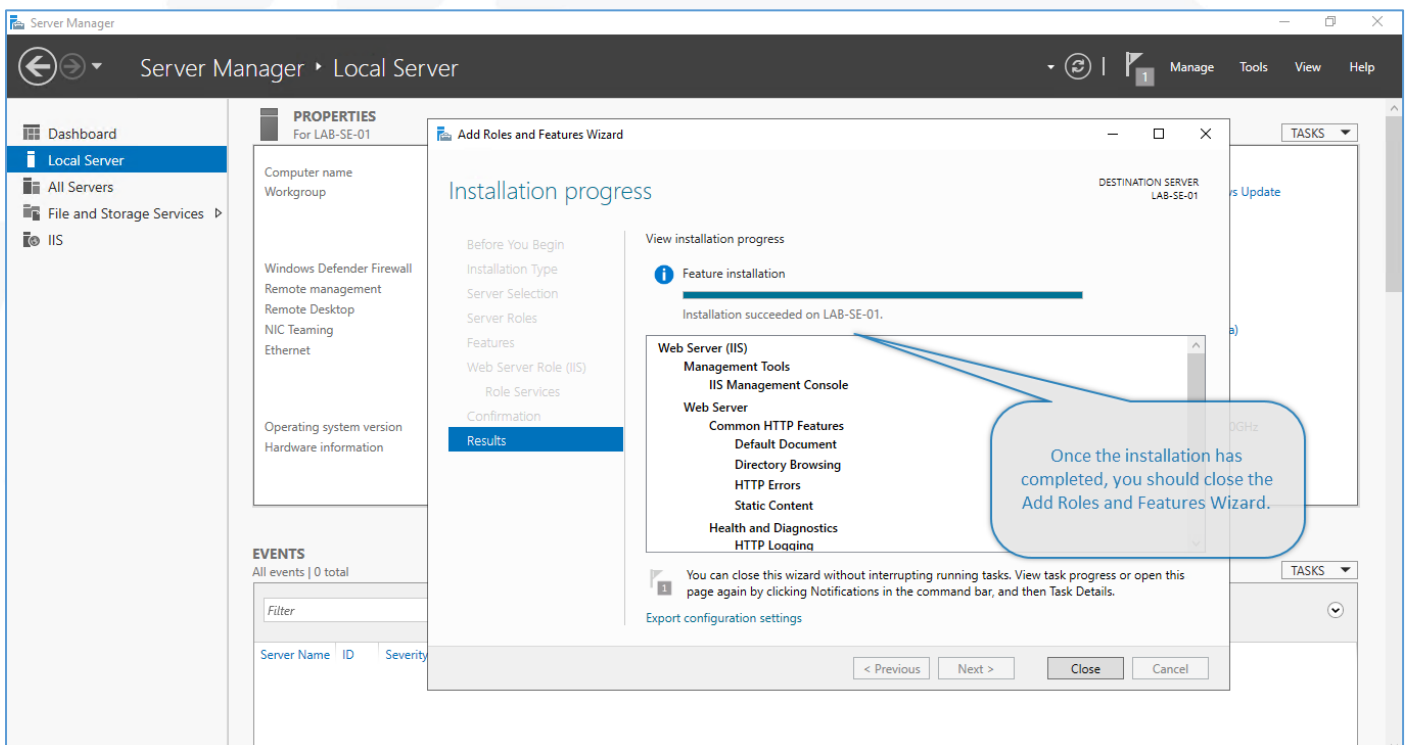 Server Manager
Server Manager • Local Server
1
Manage
Tools
View
Help
Dashboard
Local Server
All Servers
File and Storage Services
IIS
PROPERTIES
For LAB-SE-01
TASKS
Computer name
Workgroup
Windows Defender Firewall
Remote management
Remote Desktop
NIC Teaming
Ethernet
Operating system version
Hardware information
Update
a)
0GHz
Add Roles and Features Wizard
Installation progress
DESTINATION SERVER
LAB-SE-01
Before You Begin
Installation Type
Server Selection
Server Roles
Features
Web Server Role (IIS)
Role Services
Confirmation
Results
View installation progress
Feature installation
Installation succeeded on LAB-SE-01.
Web Server (IIS)
Management Tools
IIS Management Console
Web Server
Common HTTP Features
Default Document
Directory Browsing
HTTP Errors
Static Content
Health and Diagnostics
HTTP Logging
Once the installation has
completed, you should close the
Add Roles and Features Wizard.
1
You can close this wizard without interrupting running tasks. View task progress or open this
page again by clicking Notifications in the command bar, and then Task Details.
Export configuration settings
< Previous
Next >
Close
Cancel
EVENTS
All events | 0 total
TASKS
Filter
Server Name
ID
Severity